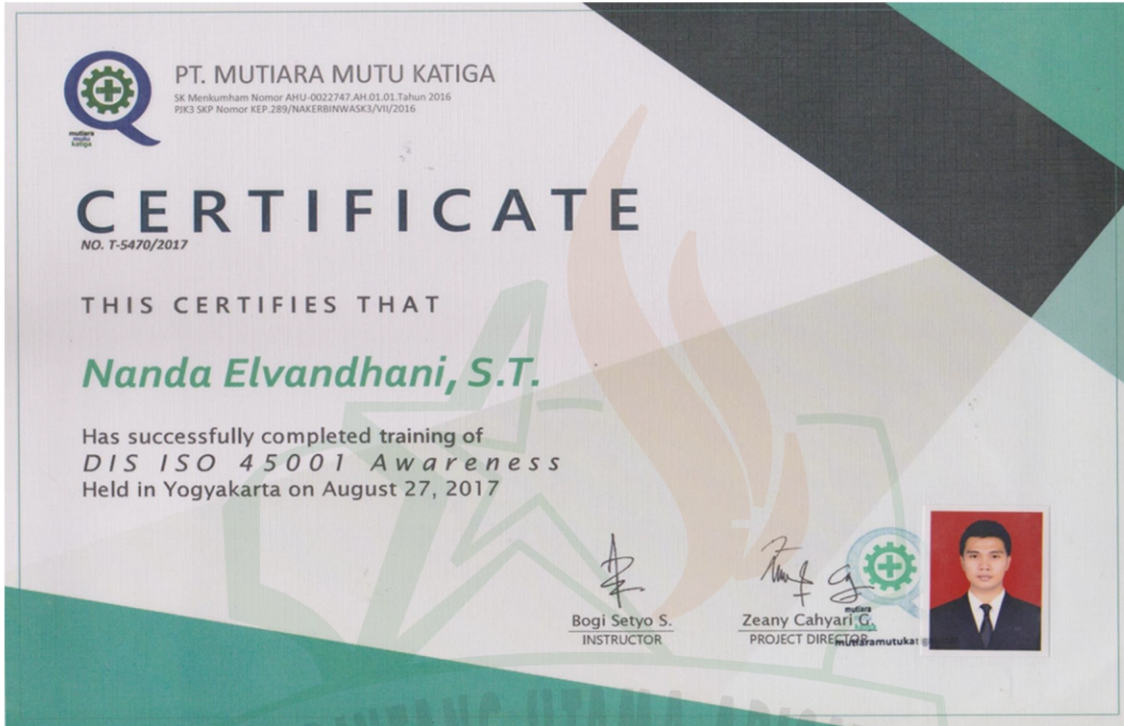 PT. MUTIARA MUTU KATIGA
SK Menkumham Nomor AHU-0022747.AH.01.01.Tahun 2016
PJK3 SKP Nomor KEP.289/NAKERBINWASK3/VII/2016
mutiara
mutu
katiga
CERTIFICATE
NO. T-5470/2017
THIS CERTIFIES THAT
Nanda Elvandhani, S.T.
Has successfully completed training of
DIS ISO 45001 Awareness
Held in Yogyakarta on August 27, 2017
Bogi Setyo S.
INSTRUCTOR
Zeany Cahyari G.
PROJECT DIRECTOR
mutiara
mutiaramutukat
UTAMA